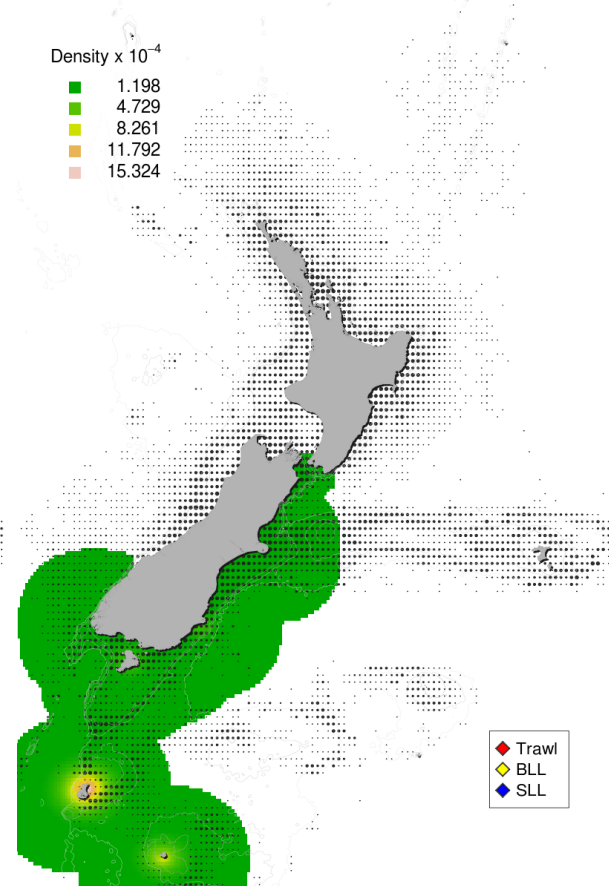 Density x 10⁻⁴
1.198
4.729
8.261
11.792
15.324
Trawl
BLL
SLL